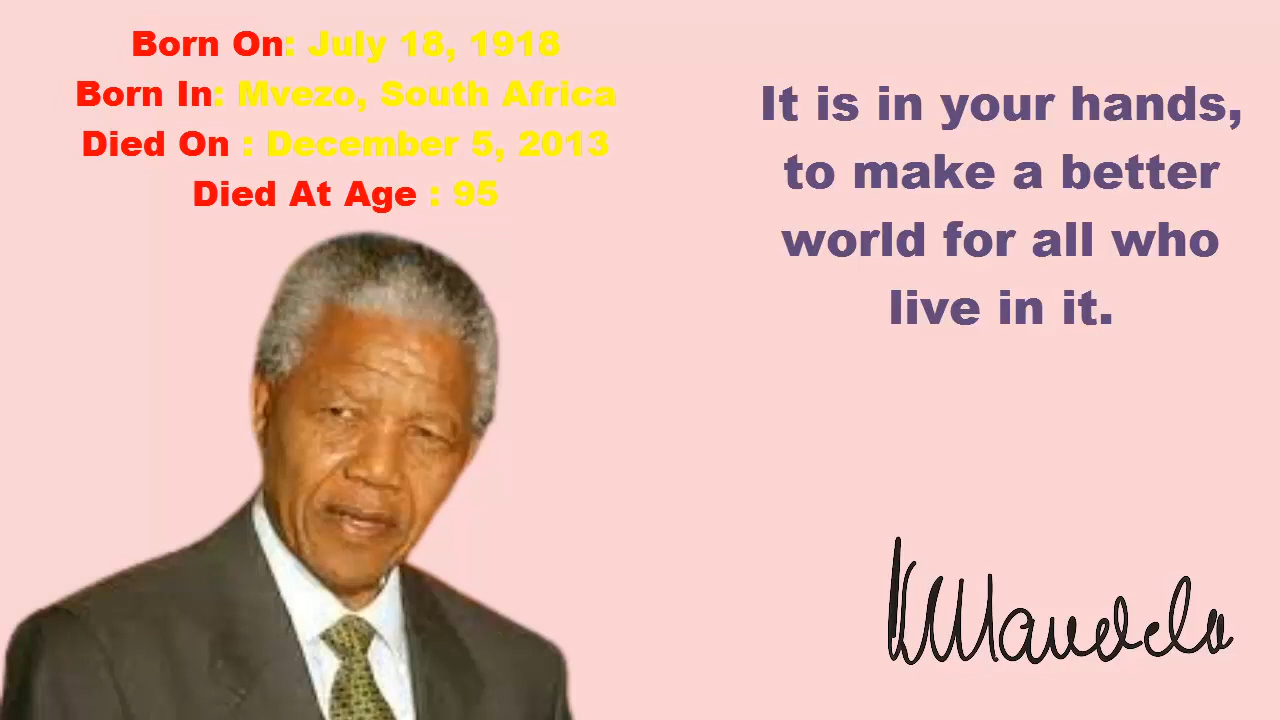 Born On: July 18, 1918
Born In: Mvezo, South Africa
Died On : December 5, 2013
Died At Age : 95
It is in your hands,
to make a better
world for all who
live in it.
NMandela